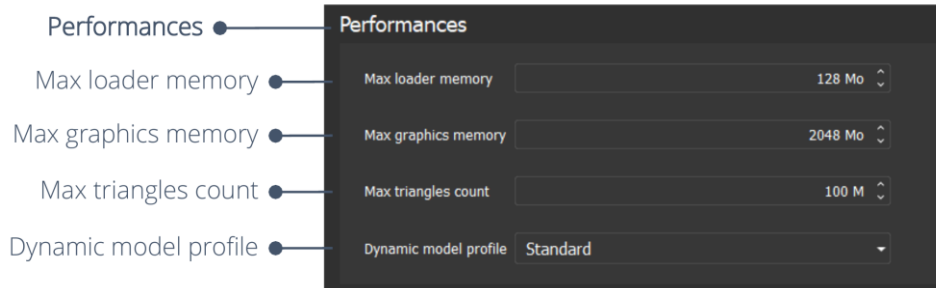 Performances Performances
Max loader memory Max loader memory 128 Mo
Max graphics memory Max graphics memory 2048 Mo
Max triangles count Max triangles count 100 M
Dynamic model profile Dynamic model profile Standard